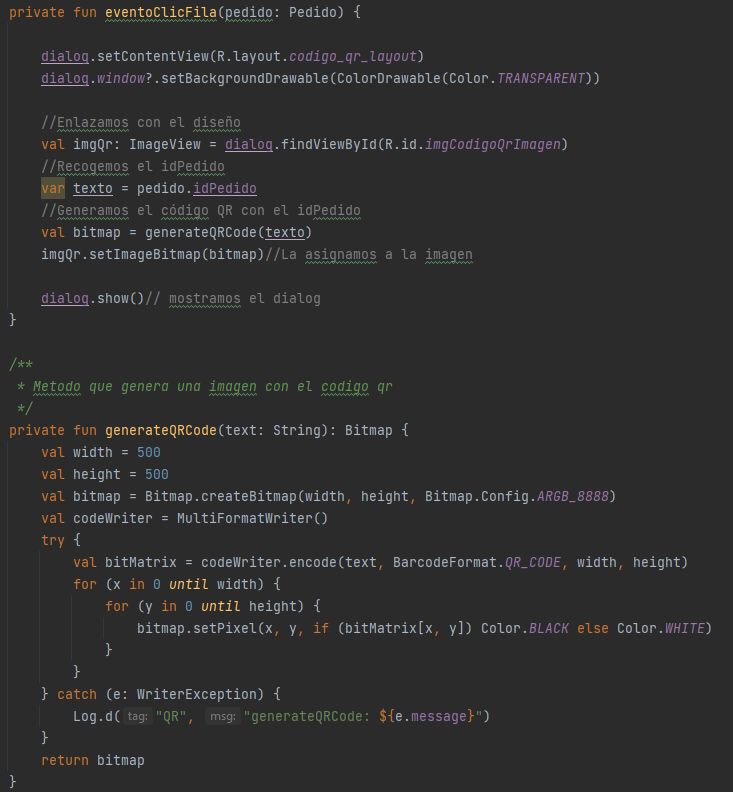 private fun eventoClicFila(pedido: Pedido) {
dialog.setContentView(R.layout.codigo_qr_layout)
dialog.window?.setBackgroundDrawable(ColorDrawable(Color.TRANSPARENT))
//Enlazamos con el diseño
val imgQr: ImageView = dialog.findViewById(R.id.imgCodigoQrImagen)
//Recogemos el idPedido
var texto = pedido.idPedido
//Generamos el código QR con el idPedido
val bitmap = generateQRCode(texto)
imgQr.setImageBitmap(bitmap)//La asignamos a la imagen
dialog.show()// mostramos el dialog
}
/**
* Metodo que genera una imagen con el codigo qr
*/
private fun generateQRCode(text: String): Bitmap {
val width = 500
val height = 500
val bitmap = Bitmap.createBitmap(width, height, Bitmap.Config.ARGB_8888)
val codeWriter = MultiFormatWriter()
try {
val bitMatrix = codeWriter.encode(text, BarcodeFormat.QR_CODE, width, height)
for (x in 0 until width) {
for (y in 0 until height) {
bitmap.setPixel(x, y, if (bitMatrix[x, y]) Color.BLACK else Color.WHITE)
}
}
} catch (e: WriterException) {
Log.d( tag: "QR", msg: "generateQRCode: ${e.message}")
}
return bitmap
}